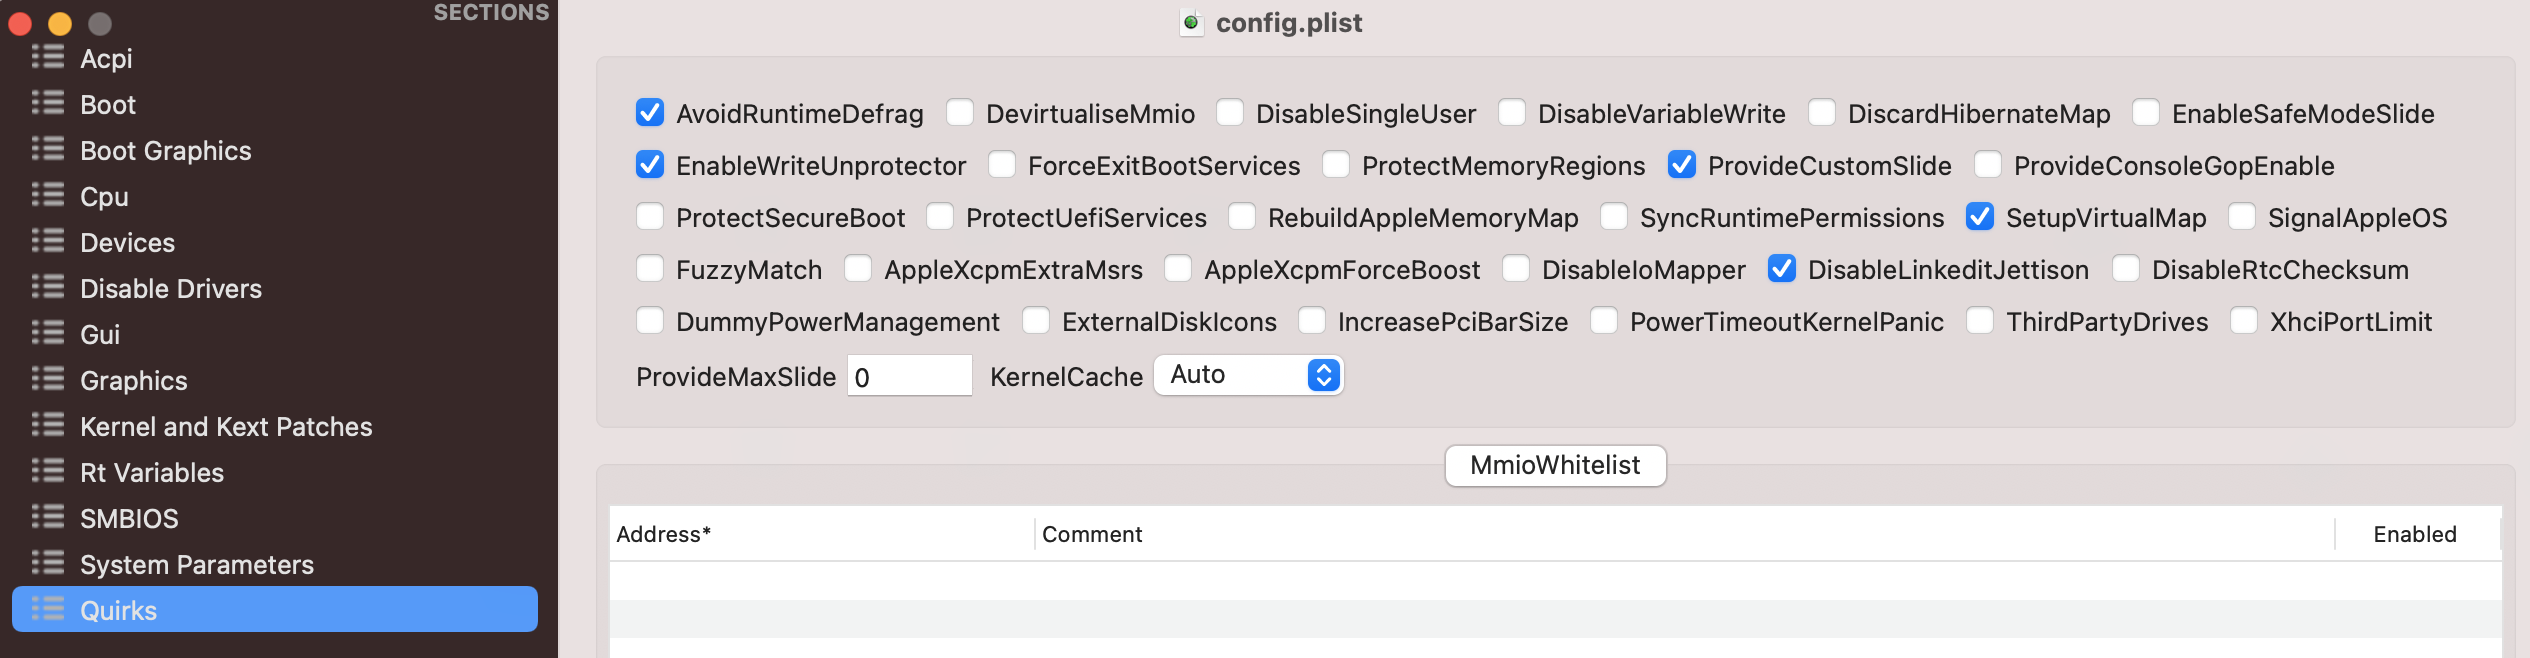 SECTIONS
Acpi
Boot
Boot Graphics
Cpu
Devices
Disable Drivers
Gui
Graphics
Kernel and Kext Patches
Rt Variables
SMBIOS
System Parameters
Quirks
config.plist
AvoidRuntimeDefrag DevirtualiseMmio DisableSingleUser DisableVariableWrite DiscardHibernateMap EnableSafeModeSlide
EnableWriteUnprotector ForceExitBootServices ProtectMemoryRegions ProvideCustomSlide ProvideConsoleGopEnable
ProtectSecureBoot ProtectUefiServices RebuildAppleMemoryMap SyncRuntimePermissions SetupVirtualMap SignalAppleOS
FuzzyMatch AppleXcpmExtraMsrs AppleXcpmForceBoost DisableIoMapper DisableLinkeditJettison DisableRtcChecksum
DummyPowerManagement ExternalDiskIcons IncreasePciBarSize PowerTimeoutKernelPanic ThirdPartyDrives XhciPortLimit
ProvideMaxSlide 0 KernelCache Auto
MmioWhitelist
Address* Comment Enabled